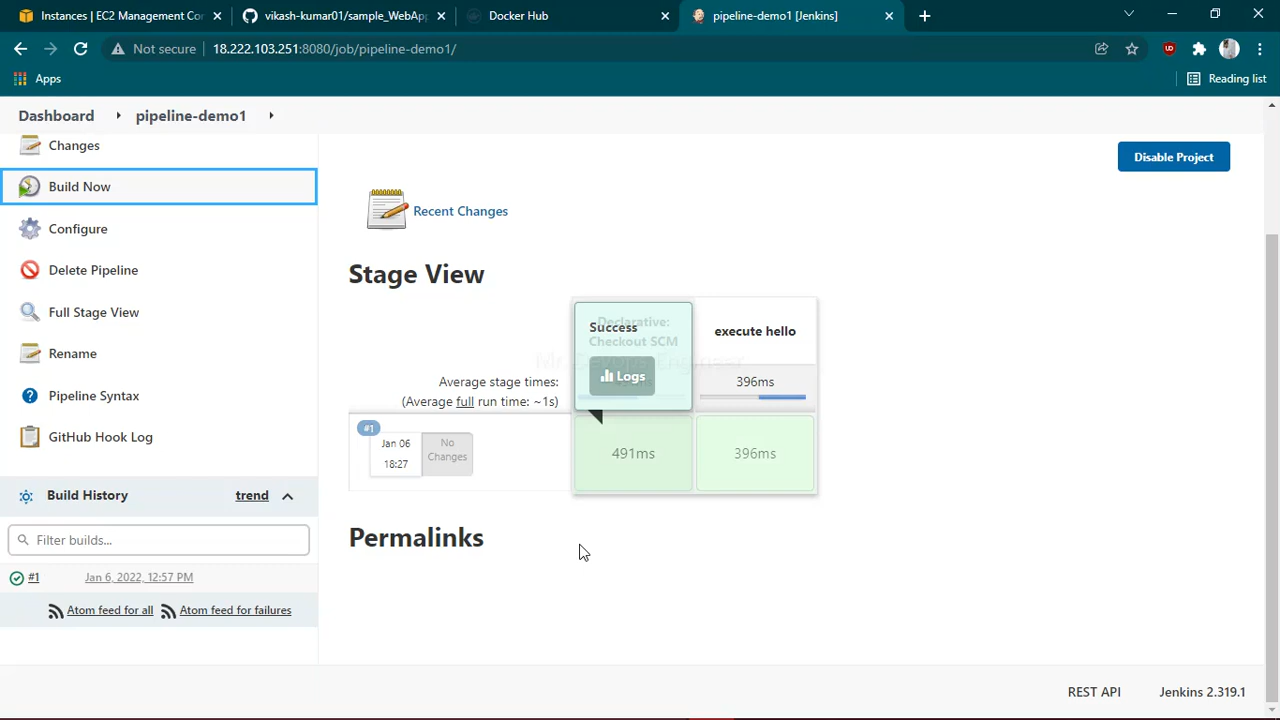 Instances | EC2 Management Con
vikash-kumar01/sample_WebApp
Docker Hub
pipeline-demo1 [Jenkins]
Not secure
18.222.103.251:8080/job/pipeline-demo1/
Apps
Reading list
Dashboard
pipeline-demo1
Changes
Build Now
Configure
Delete Pipeline
Full Stage View
Rename
Pipeline Syntax
GitHub Hook Log
Build History
trend
Filter builds...
#1
Jan 6, 2022, 12:57 PM
Atom feed for all
Atom feed for failures
Disable Project
Recent Changes
Stage View
Success
Declarative:
Checkout SCM
Logs
execute hello
Average stage times:
(Average full run time: ~1s)
396ms
#1
Jan 06
18:27
No
Changes
491ms
396ms
Permalinks
REST API
Jenkins 2.319.1